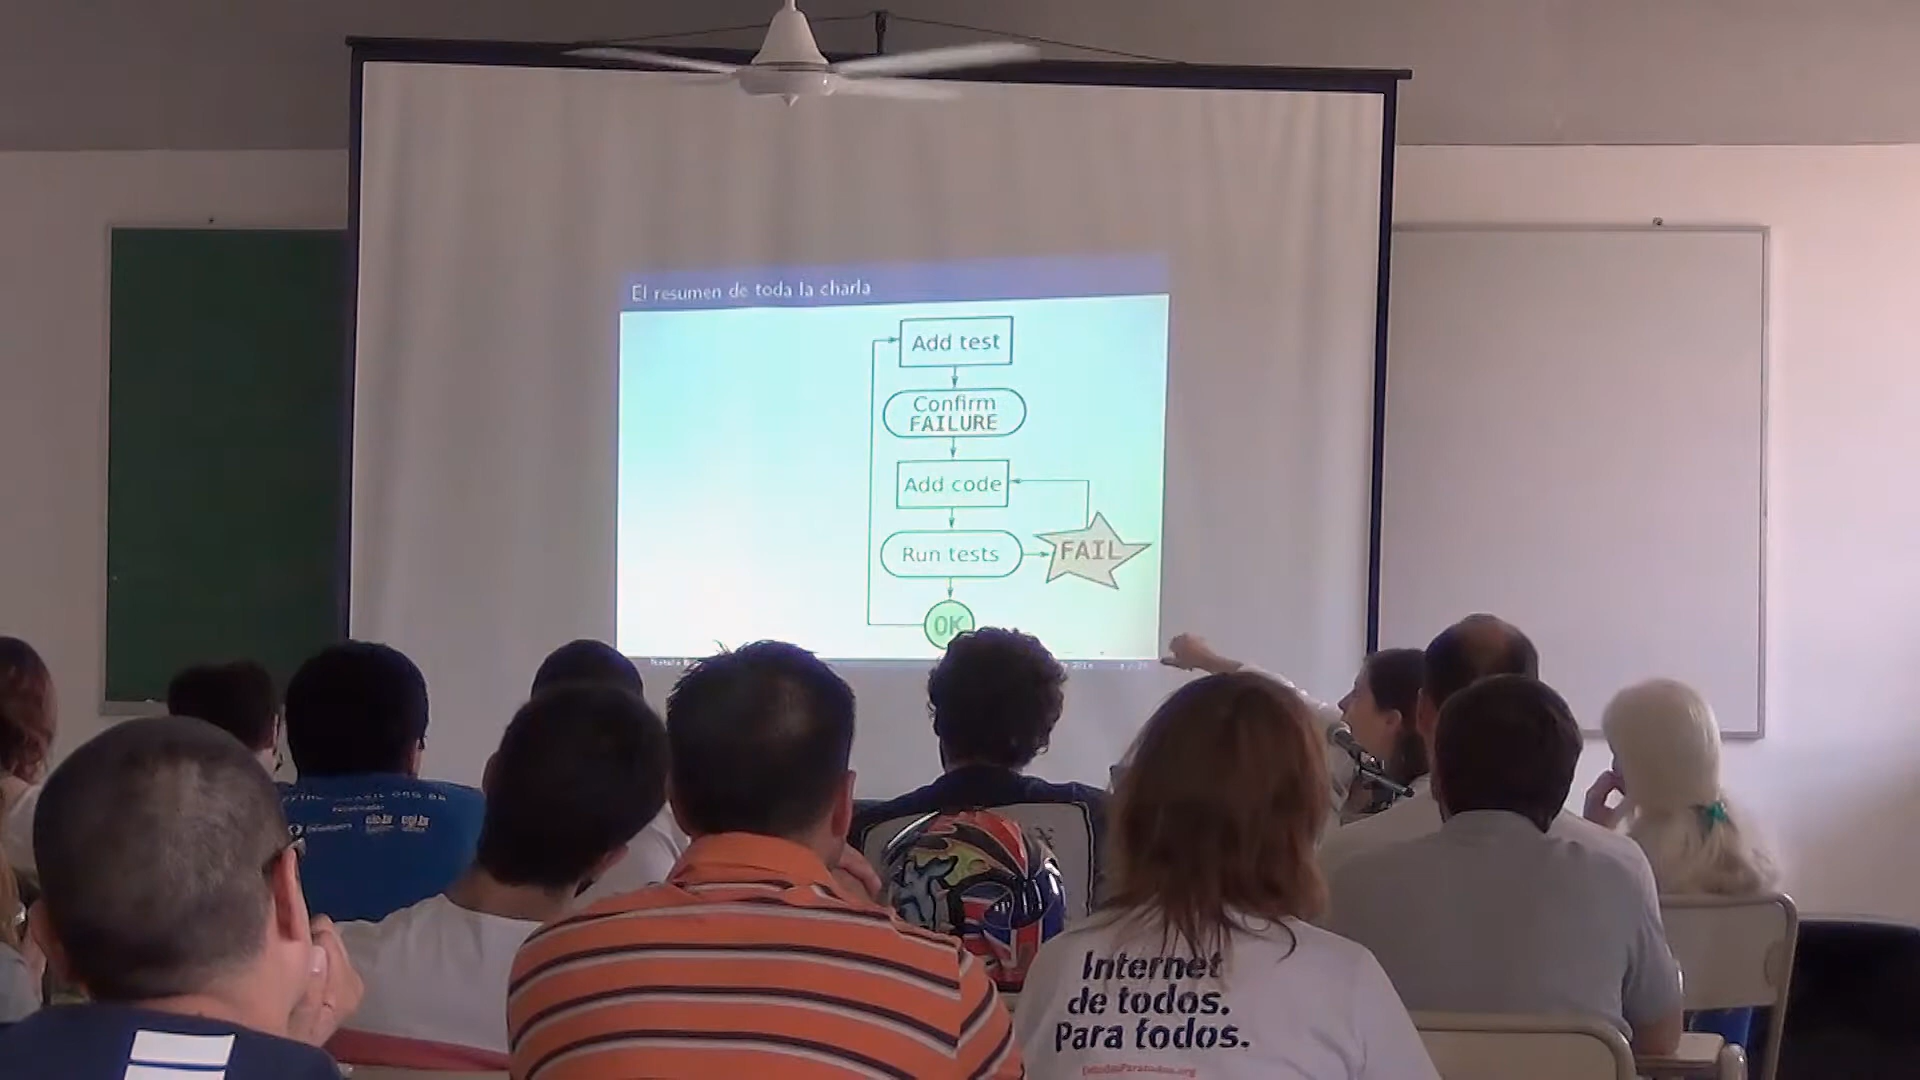 El resumen de toda la charla
Add test
Confirm
FAILURE
Add code
Run tests
FAIL
OK
Internet
de todos.
Para todos.